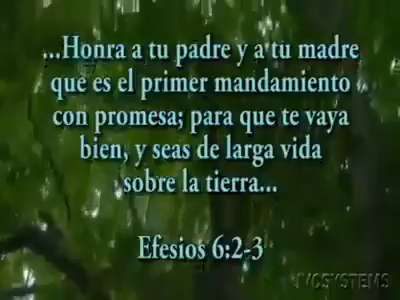 ...Honra a tu padre y a tu madre
que es el primer mandamiento
con promesa; para que te vaya
bien, y seas de larga vida
sobre la tierra...
Efesios 6:2-3
JVCSYSTEMS